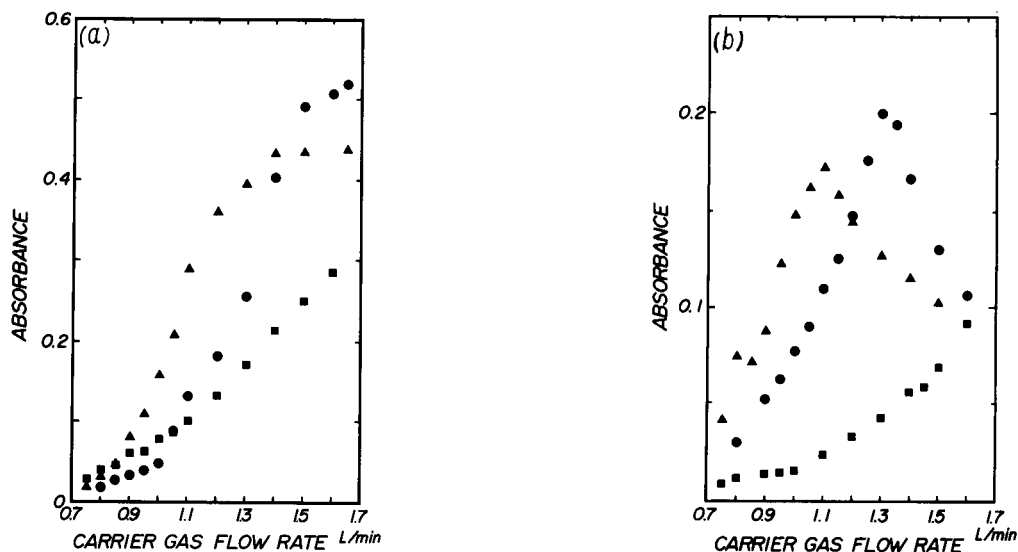 (a)
0.6
0.4
0.2
0
ABSORBANCE
0.7 0.9 1.1 1.3 1.5 1.7
CARRIER GAS FLOW RATE L/min
(b)
0.2
0.1
0
ABSORBANCE
0.7 0.9 1.1 1.3 1.5 1.7
CARRIER GAS FLOW RATE L/min